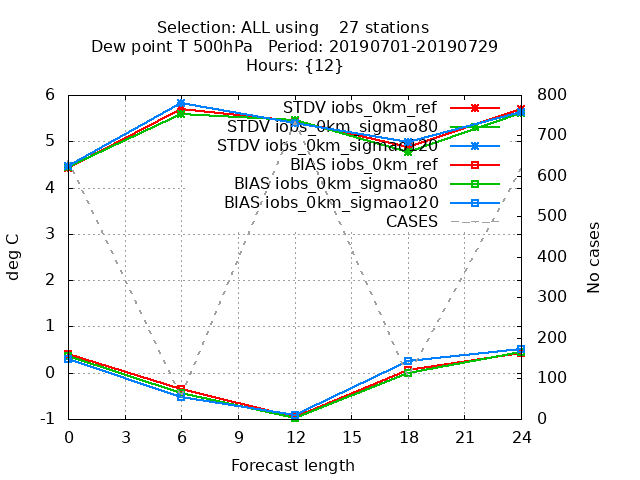 Selection: ALL using    27 stations
Dew point T 500hPa   Period: 20190701-20190729
Hours: {12}
6
5
4
3
2
1
0
-1
deg C
800
700
600
500
400
300
200
100
0
No cases
STDV iobs_0km_ref
STDV iobs_0km_sigmao80
STDV iobs_0km_sigmao120
BIAS iobs_0km_ref
BIAS iobs_0km_sigmao80
BIAS iobs_0km_sigmao120
CASES
0 3 6 9 12 15 18 21 24
Forecast length